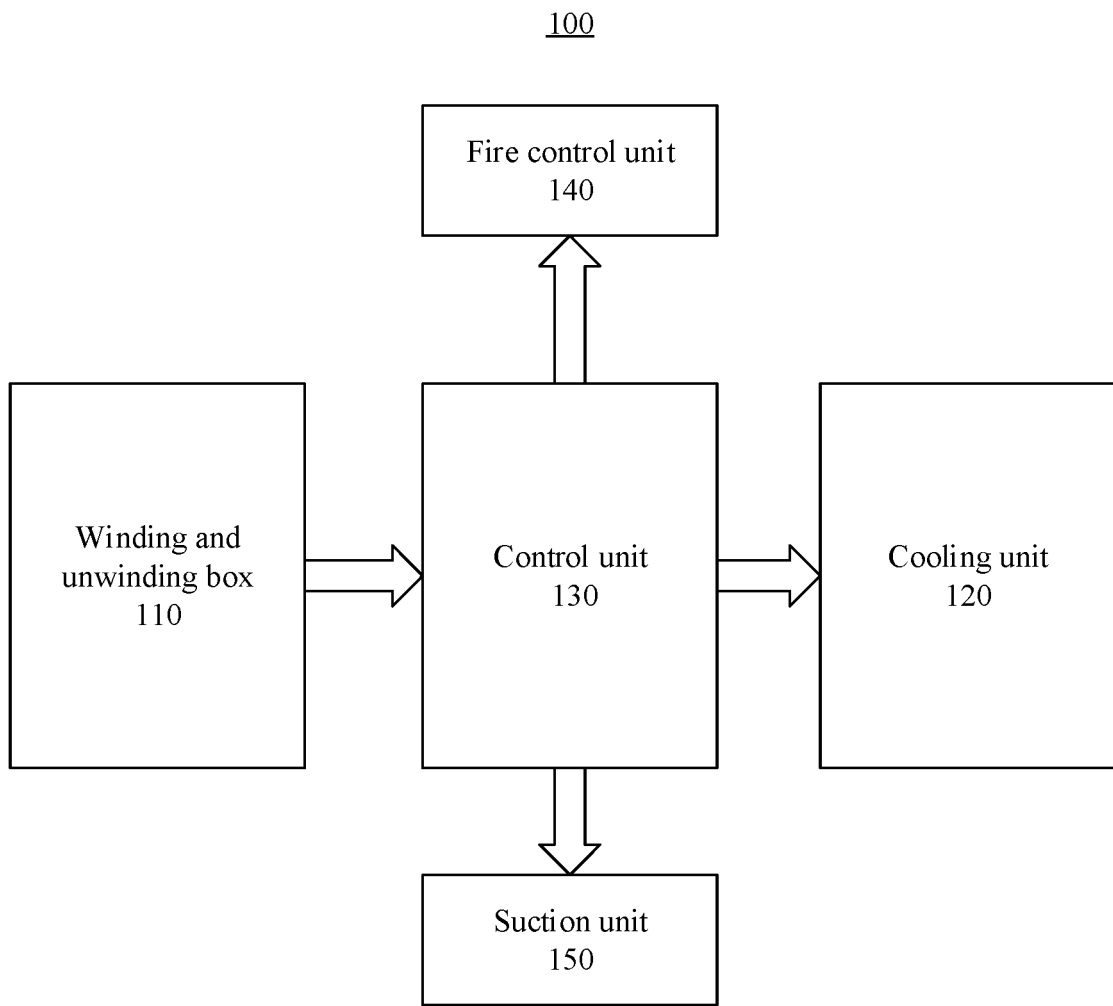 100
Fire control unit
140
Winding and
unwinding box
110
Control unit
130
Cooling unit
120
Suction unit
150